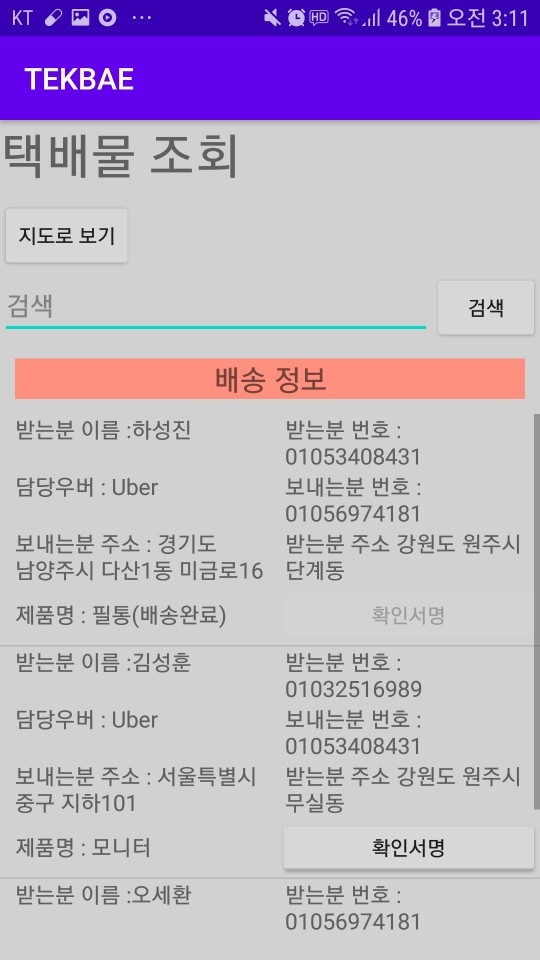 KT HD 46% 오전 3:11
TEKBAE
택배물 조회
지도로 보기
검색 검색
배송 정보
받는분 이름 :하성진 받는분 번호 :
01053408431
담당우버 : Uber 보내는분 번호 :
01056974181
보내는분 주소 : 경기도 받는분 주소 강원도 원주시
남양주시 다산1동 미금로16 단계동
제품명 : 필통(배송완료) 확인서명
받는분 이름 :김성훈 받는분 번호 :
01032516989
담당우버 : Uber 보내는분 번호 :
01053408431
보내는분 주소 : 서울특별시 받는분 주소 강원도 원주시
중구 지하101 무실동
제품명 : 모니터 확인서명
받는분 이름 :오세환 받는분 번호 :
01056974181